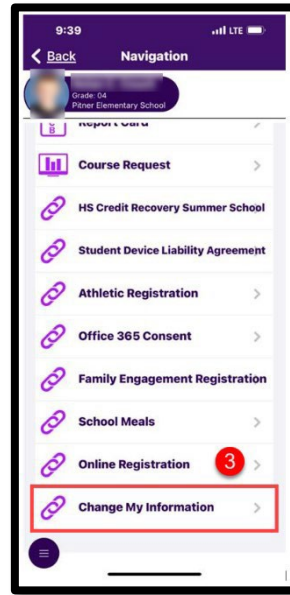 9:39
LTE
Back Navigation
Grade: 04
Pitner Elementary School
Report Card
Course Request
HS Credit Recovery Summer School
Student Device Liability Agreement
Athletic Registration
Office 365 Consent
Family Engagement Registration
School Meals
Online Registration 3
Change My Information